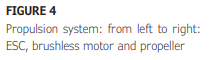 FIGURE 4
Propulsion system: from left to right:
ESC, brushless motor and propeller